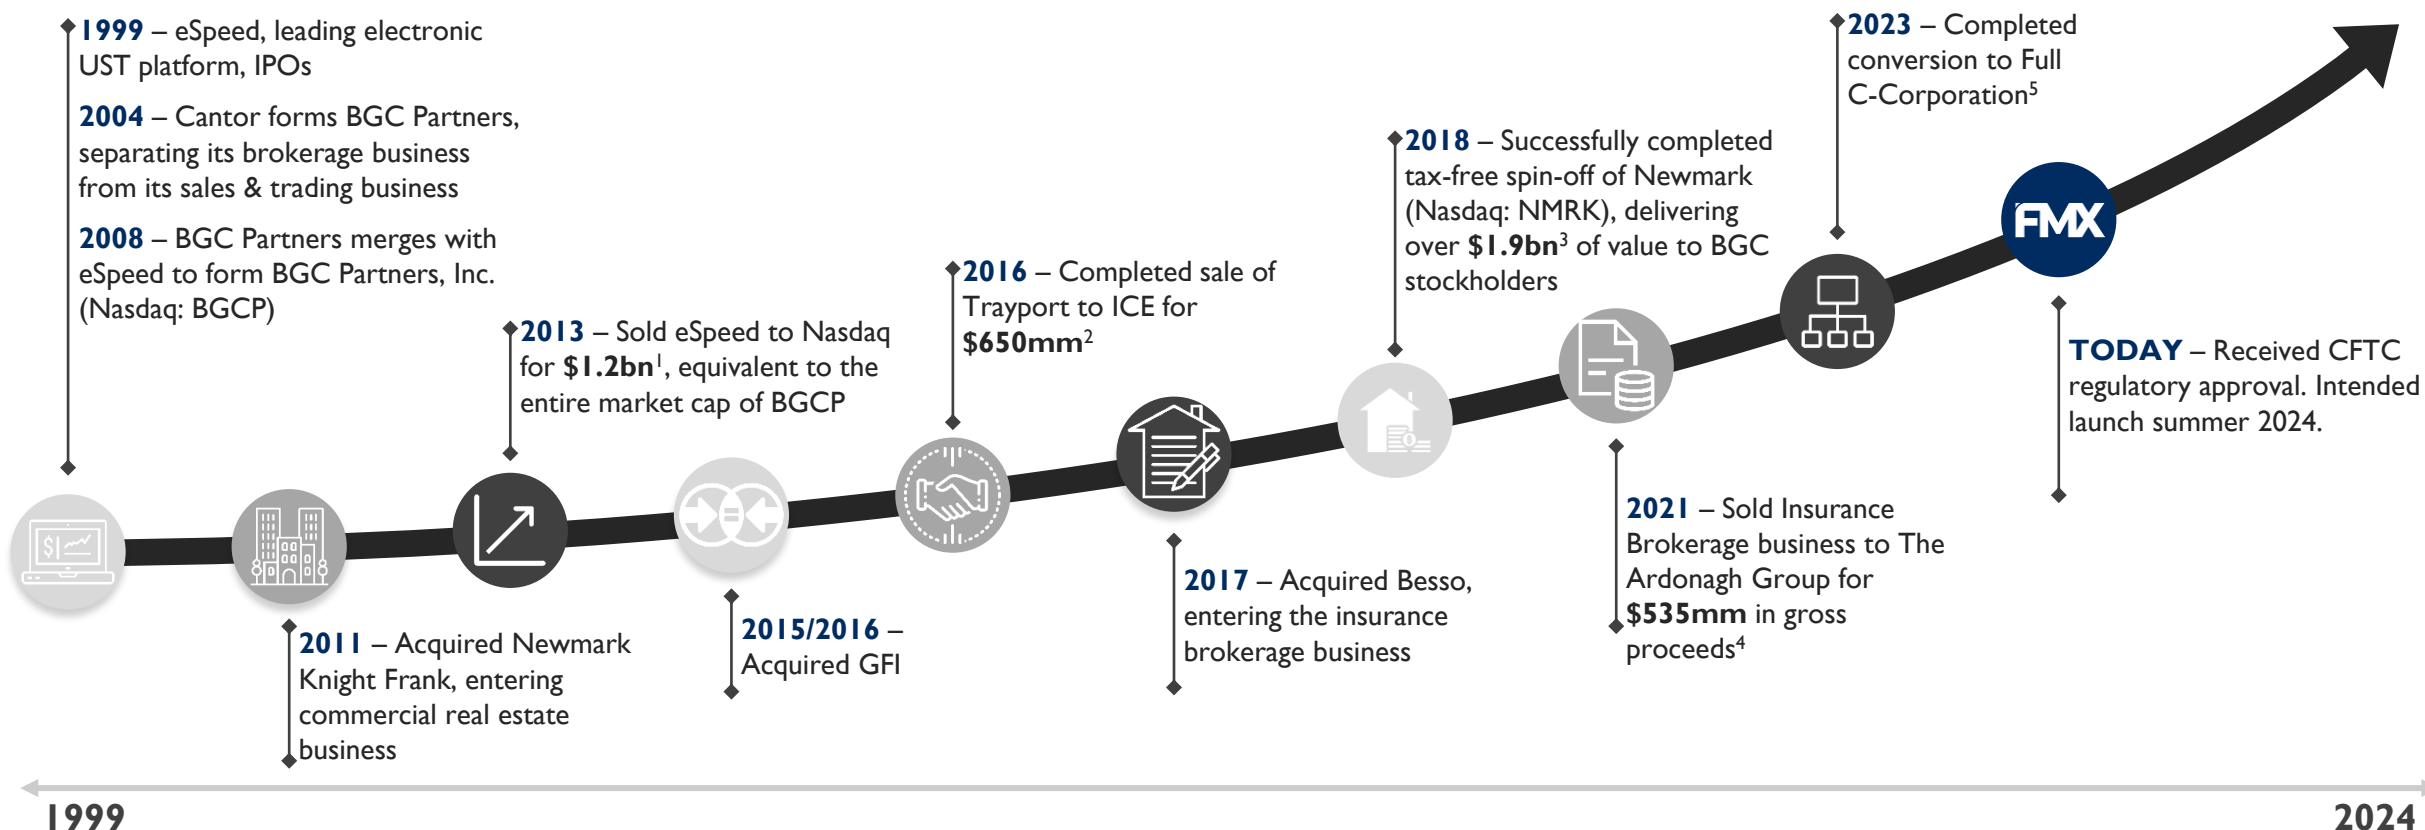 1999 – eSpeed, leading electronic
UST platform, IPOs
2004 – Cantor forms BGC Partners,
separating its brokerage business
from its sales & trading business
2008 – BGC Partners merges with
eSpeed to form BGC Partners, Inc.
(Nasdaq: BGCP)
2011 – Acquired Newmark
Knight Frank, entering
commercial real estate
business
2013 – Sold eSpeed to Nasdaq
for $1.2bn¹, equivalent to the
entire market cap of BGCP
2015/2016 –
Acquired GFI
2016 – Completed sale of
Trayport to ICE for
$650mm²
2017 – Acquired Besso,
entering the insurance
brokerage business
2018 – Successfully completed
tax-free spin-off of Newmark
(Nasdaq: NMRK), delivering
over $1.9bn³ of value to BGC
stockholders
2021 – Sold Insurance
Brokerage business to The
Ardonagh Group for
$535mm in gross
proceeds⁴
2023 – Completed
conversion to Full
C-Corporation⁵
FMX
TODAY – Received CFTC
regulatory approval. Intended
launch summer 2024.
$
1999
2024